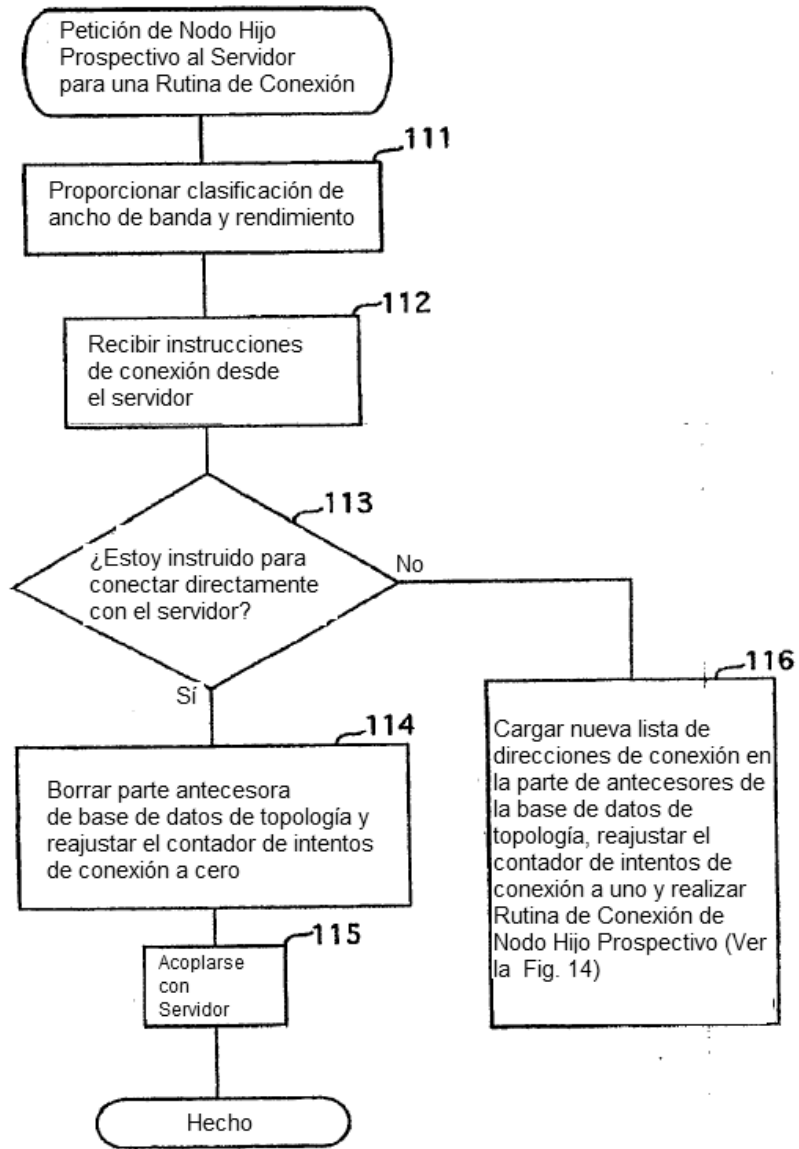 Petición de Nodo Hijo
Prospectivo al Servidor
para una Rutina de Conexión
111
Proporcionar clasificación de
ancho de banda y rendimiento
112
Recibir instrucciones
de conexión desde
el servidor
113
¿Estoy instruido para
conectar directamente
con el servidor?
No
Sí
114
Borrar parte antecesora
de base de datos de topología y
reajustar el contador de intentos
de conexión a cero
115
Acoplarse
con
Servidor
Hecho
116
Cargar nueva lista de
direcciones de conexión en
la parte de antecesores de
la base de datos de
topología, reajustar el
contador de intentos de
conexión a uno y realizar
Rutina de Conexión de
Nodo Hijo Prospectivo (Ver
la Fig. 14)